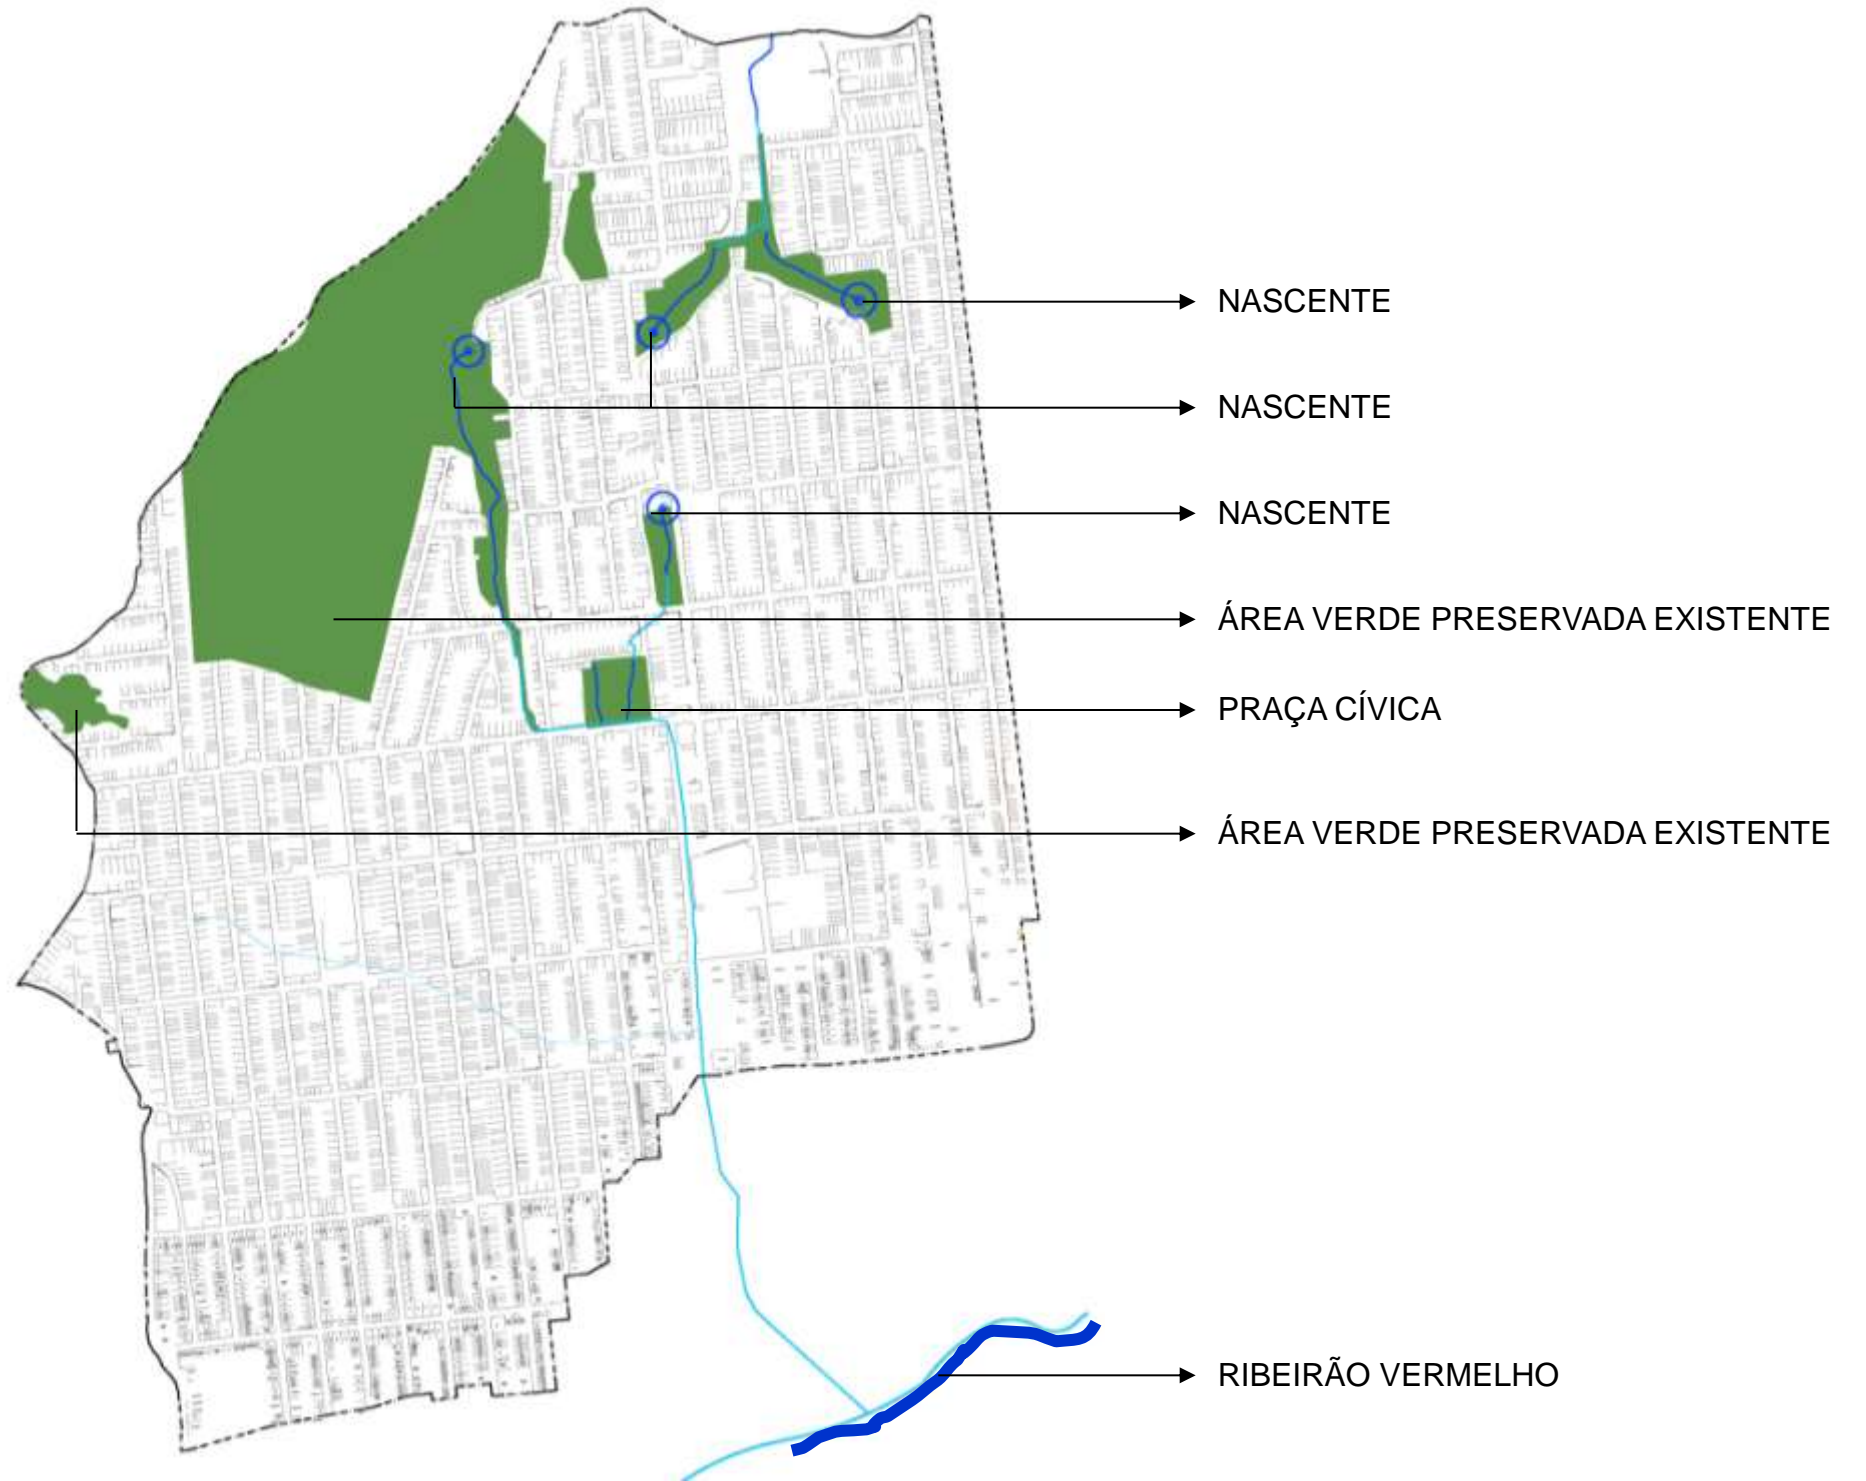 NASCENTE
NASCENTE
NASCENTE
ÁREA VERDE PRESERVADA EXISTENTE
PRAÇA CÍVICA
ÁREA VERDE PRESERVADA EXISTENTE
RIBEIRÃO VERMELHO